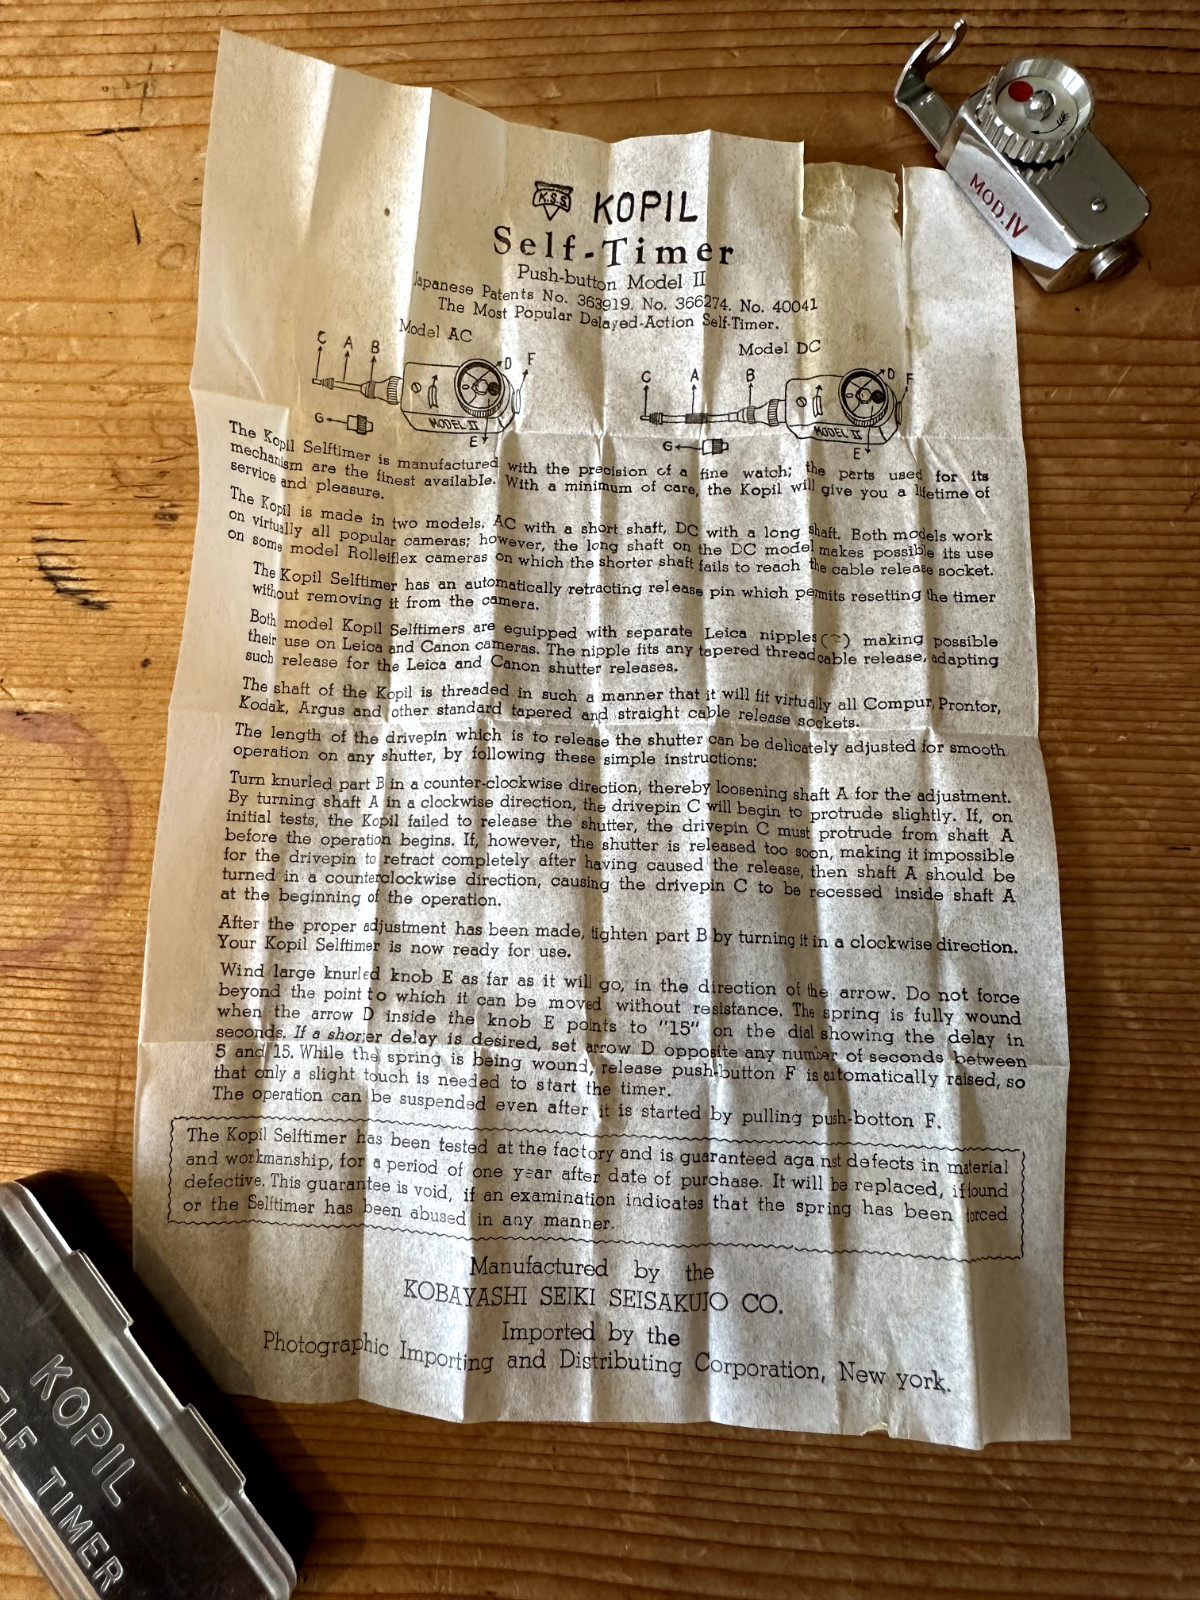 K.S.S. KOPIL
Self-Timer
Push-button Model II
Japanese Patents No. 363919. No. 366274. No. 40041
The Most Popular Delayed-Action Self-Timer.
Model AC
C A B D F
G MODEL II
E
Model DC
C A B D F
G MODEL II
E
The Kopil Selftimer is manufactured with the precision of a fine watch; the parts used for its
mechanism are the finest available. With a minimum of care, the Kopil will give you a lifetime of
service and pleasure.
The Kopil is made in two models, AC with a short shaft, DC with a long shaft. Both models work
on virtually all popular cameras; however, the long shaft on the DC model makes possible its use
on some model Rolleiflex cameras on which the shorter shaft fails to reach the cable release socket.
The Kopil Selftimer has an automatically retracting release pin which permits resetting the timer
without removing it from the camera.
Both model Kopil Selftimers are eguipped with separate Leica nipples ( ) making possible
their use on Leica and Canon cameras. The nipple fits any tapered thread cable release, adapting
such release for the Leica and Canon shutter releases.
The shaft of the Kopil is threaded in such a manner that it will fit virtually all Compur, Prontor,
Kodak, Argus and other standard tapered and straight cable release sockets.
The length of the drivepin which is to release the shutter can be delicately adjusted for smooth
operation on any shutter, by following these simple instructions:
Turn knurled part B in a counter-clockwise direction, thereby loosening shaft A for the adjustment.
By turning shaft A in a clockwise direction, the drivepin C will begin to protrude slightly. If, on
initial tests, the Kopil failed to release the shutter, the drivepin C must protrude from shaft A
before the operation begins. If, however, the shutter is released too soon, making it impossible
for the drivepin to retract completely after having caused the release, then shaft A should be
turned in a counterclockwise direction, causing the drivepin C to be recessed inside shaft A
at the beginning of the operation.
After the proper adjustment has been made, tighten part B by turning it in a clockwise direction.
Your Kopil Selftimer is now ready for use.
Wind large knurled knob E as far as it will go, in the direction of the arrow. Do not force
beyond the point to which it can be moved without resistance. The spring is fully wound
when the arrow D inside the knob E points to "15" on the dial showing the delay in
seconds. If a shorter delay is desired, set arrow D opposite any number of seconds between
5 and 15. While the spring is being wound, release push-button F is automatically raised, so
that only a slight touch is needed to start the timer.
The operation can be suspended even after it is started by pulling push-botton F.
The Kopil Selftimer has been tested at the factory and is guaranteed against defects in material
and workmanship, for a period of one year after date of purchase. It will be replaced, if found
defective. This guarantee is void, if an examination indicates that the spring has been forced
or the Selftimer has been abused in any manner.
Manufactured by the
KOBAYASHI SEIKI SEISAKUJO CO.
Imported by the
Photographic Importing and Distributing Corporation, New york.
MOD.IV
KOPIL
SELF TIMER